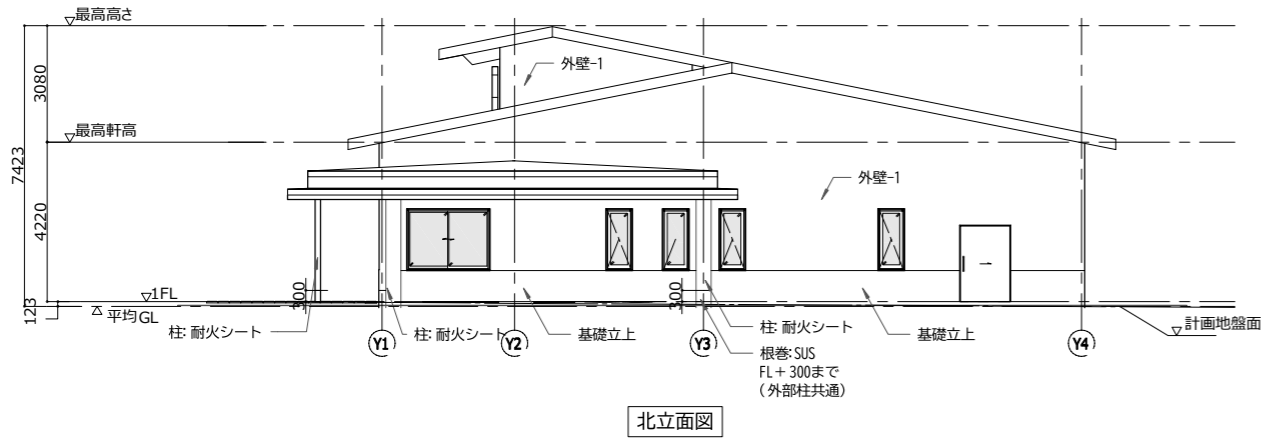 最高高さ
3080
外壁-1
最高軒高
7423
外壁-1
4220
1FL
300
300
123
平均GL
計画地盤面
柱: 耐火シート
Y1
柱: 耐火シート
Y2
基礎立上
Y3
柱: 耐火シート
基礎立上
Y4
根巻: SUS
FL+300まで
(外部柱共通)
北立面図